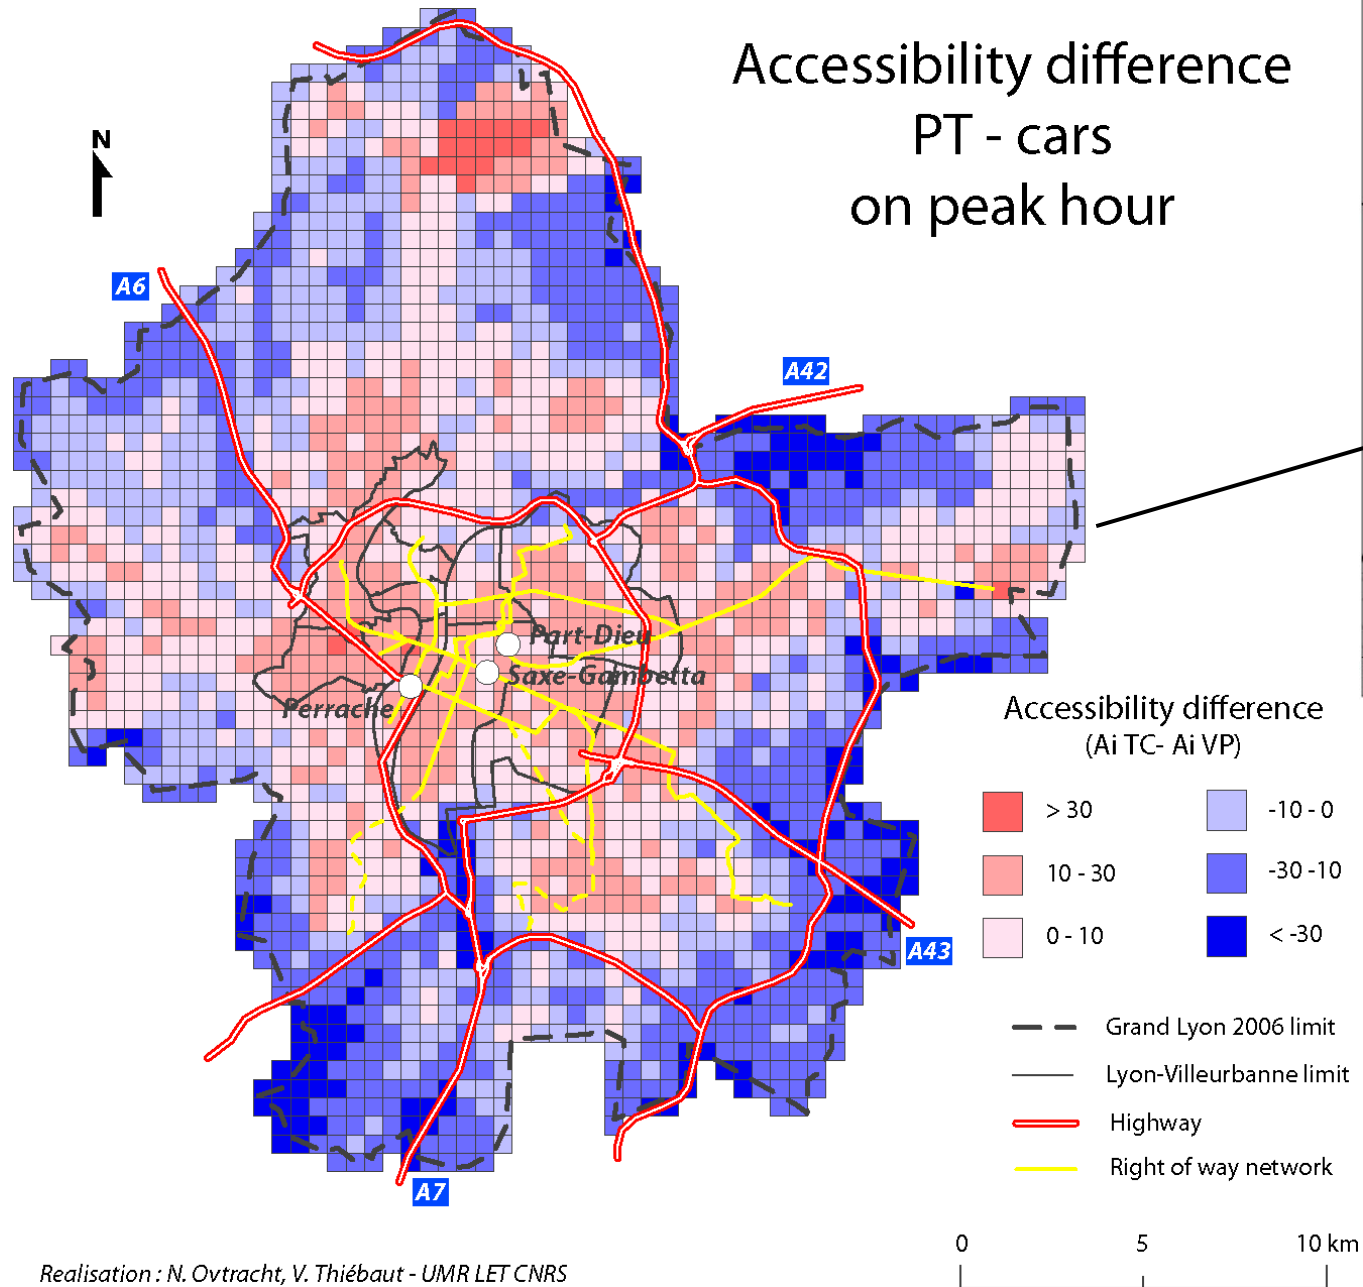 Accessibility difference
PT - cars
on peak hour
N
A6
A42
Part-Dieu
Saxe-Gambetta
Perrache
Accessibility difference
(Ai TC- Ai VP)
> 30
-10 - 0
10 - 30
-30 -10
0 - 10
< -30
A43
Grand Lyon 2006 limit
Lyon-Villeurbanne limit
Highway
Right of way network
A7
0 5 10 km
Realisation : N. Ovtracht, V. Thiébaut - UMR LET CNRS